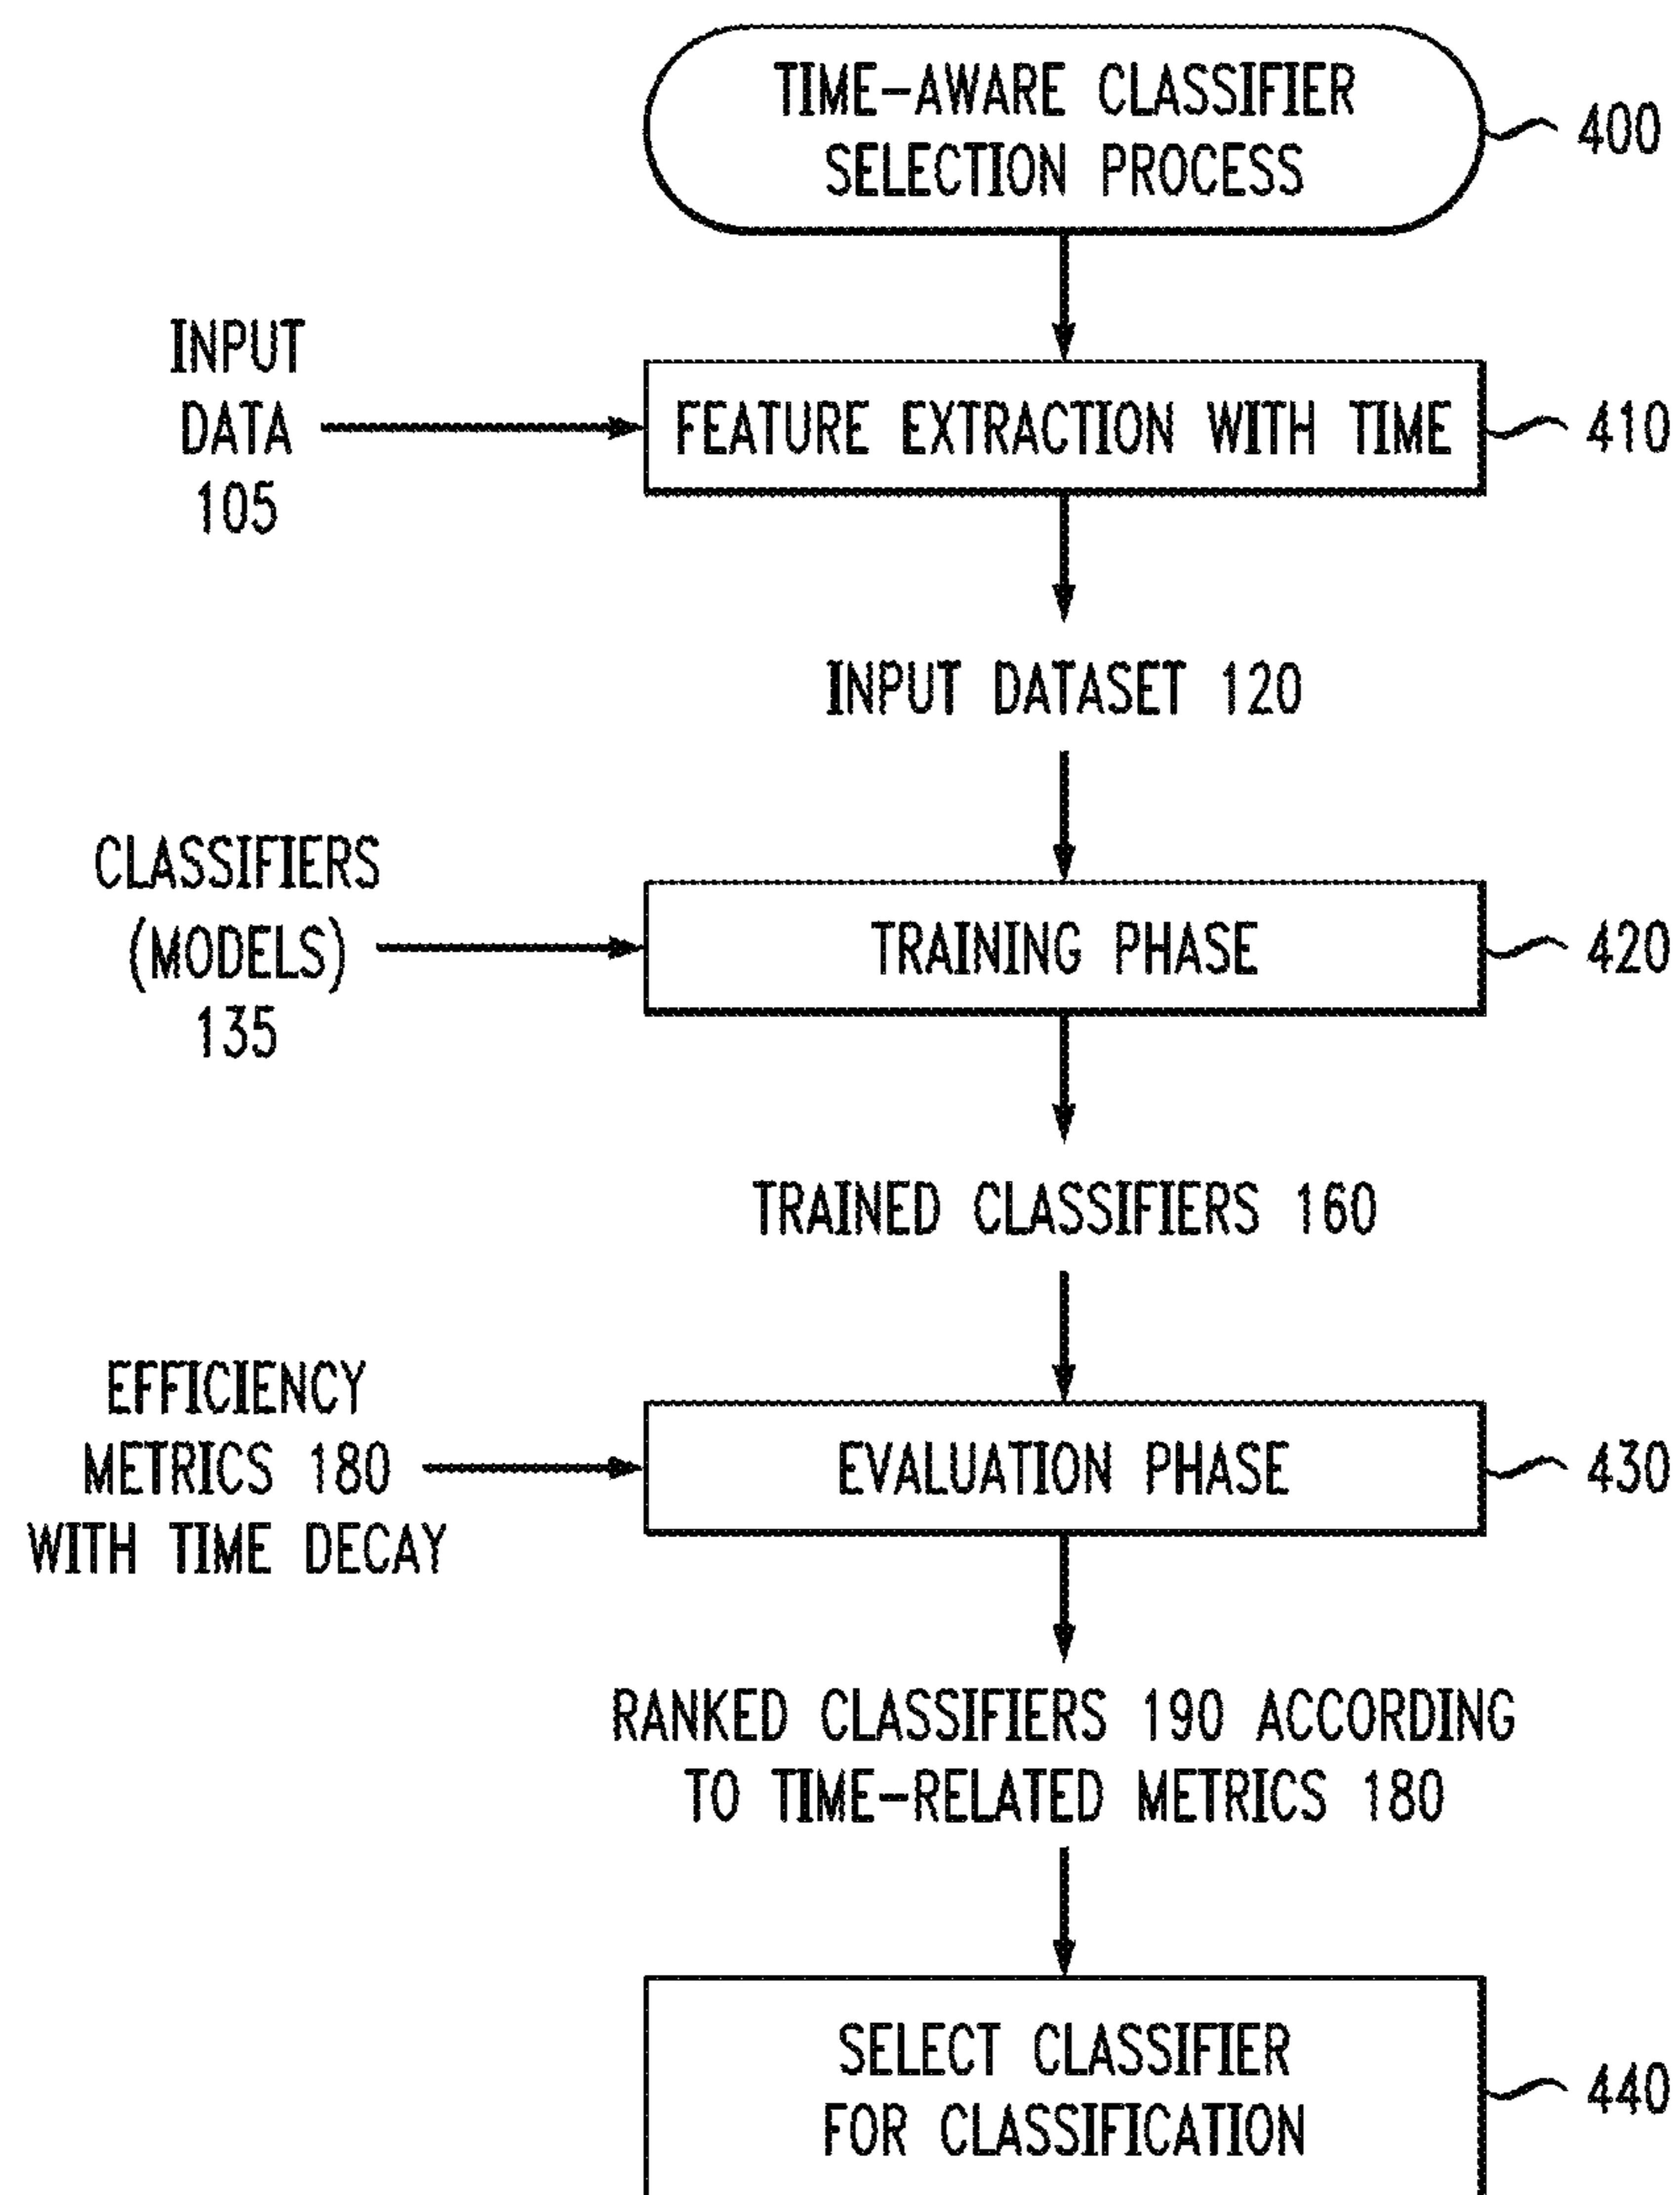 TIME-AWARE CLASSIFIER
SELECTION PROCESS
400
INPUT
DATA
105
FEATURE EXTRACTION WITH TIME
410
INPUT DATASET 120
CLASSIFIERS
(MODELS)
135
TRAINING PHASE
420
TRAINED CLASSIFIERS 160
EFFICIENCY
METRICS 180
WITH TIME DECAY
EVALUATION PHASE
430
RANKED CLASSIFIERS 190 ACCORDING
TO TIME-RELATED METRICS 180
SELECT CLASSIFIER
FOR CLASSIFICATION
440